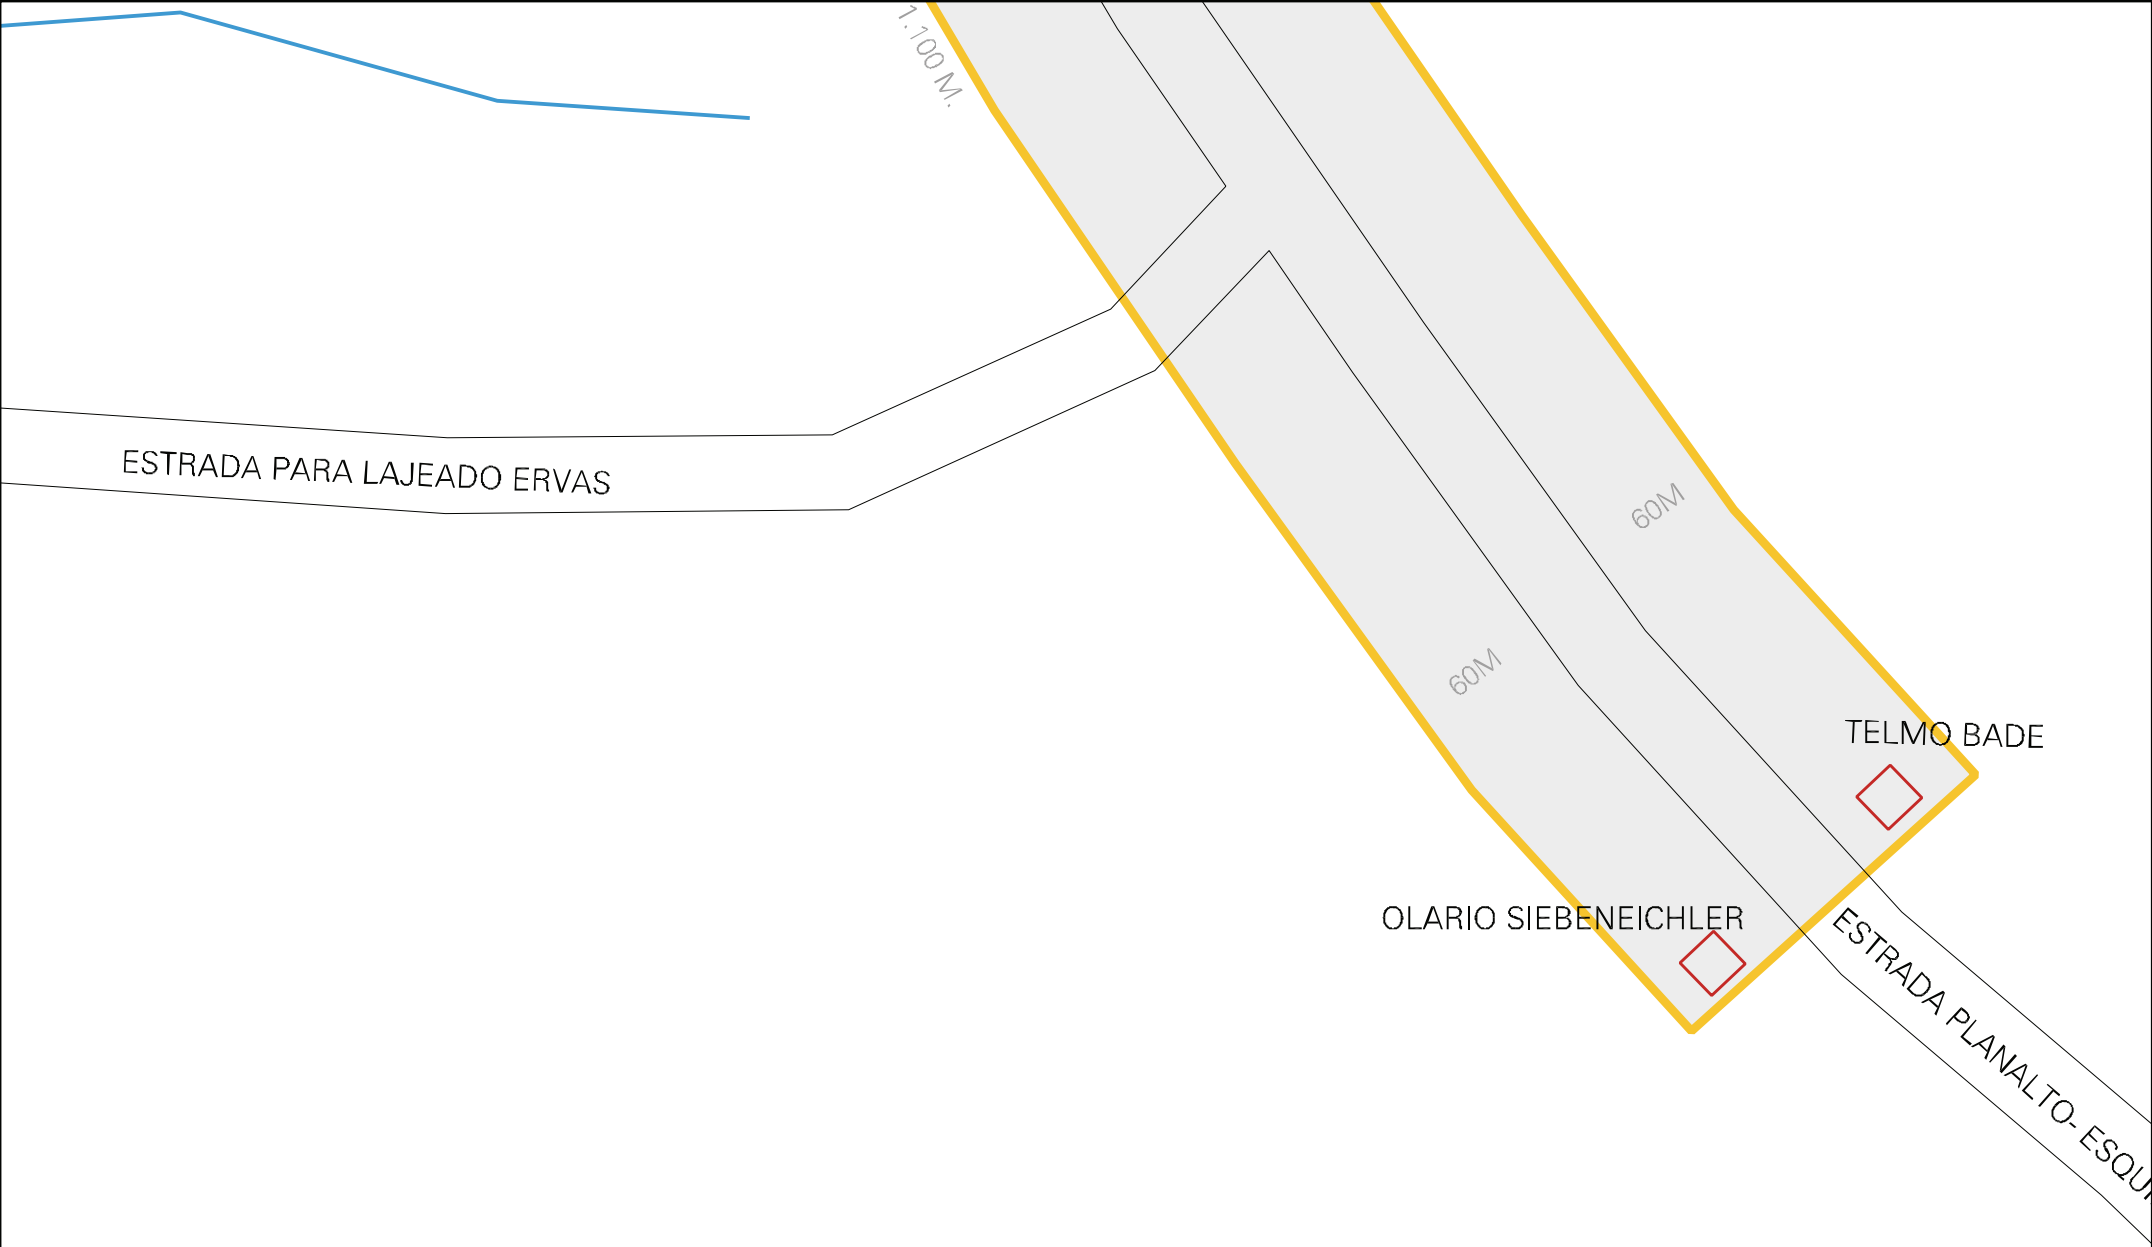 1.100 M.
ESTRADA PARA LAJEADO ERVAS
60M
60M
TELMO BADE
OLARIO SIEBENEICHLER
ESTRADA PLANALTO- ESQU